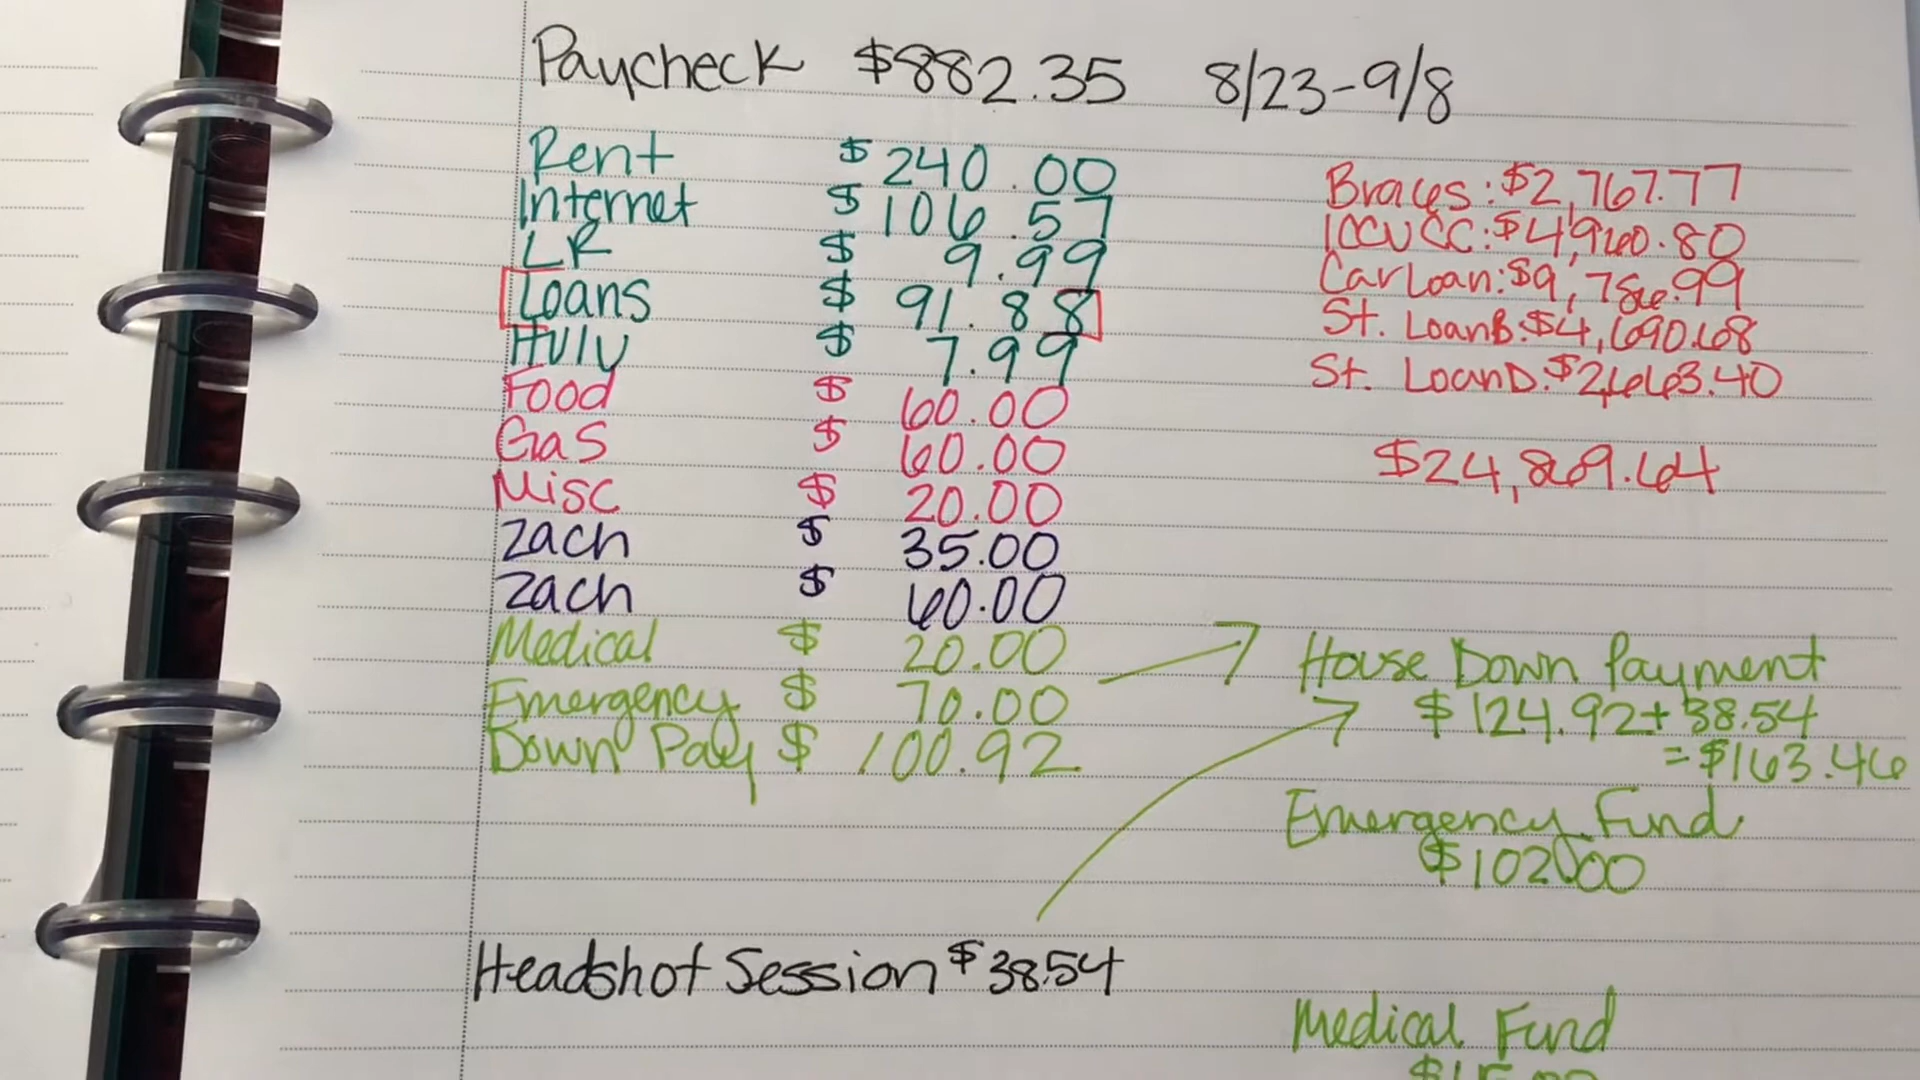 Paycheck $882.35 8/23-9/8
Rent $240.00
Internet $106.57
LR $9.99
Loans $91.88
Hulu $7.99
Food $60.00
Gas $60.00
Misc $20.00
Zach $35.00
Zach $60.00
Medical $20.00
Emergency $70.00
Down Pay $100.92
Headshot Session $38.54
Braces: $2,767.77
ICCU CC: $4,960.80
Car Loan: $9,786.99
St. Loan B: $4,690.68
St. Loan D: $2,663.40
$24,869.64
House Down Payment
$124.92+38.54
=$163.46
Emergency Fund
$102.00
Medical Fund